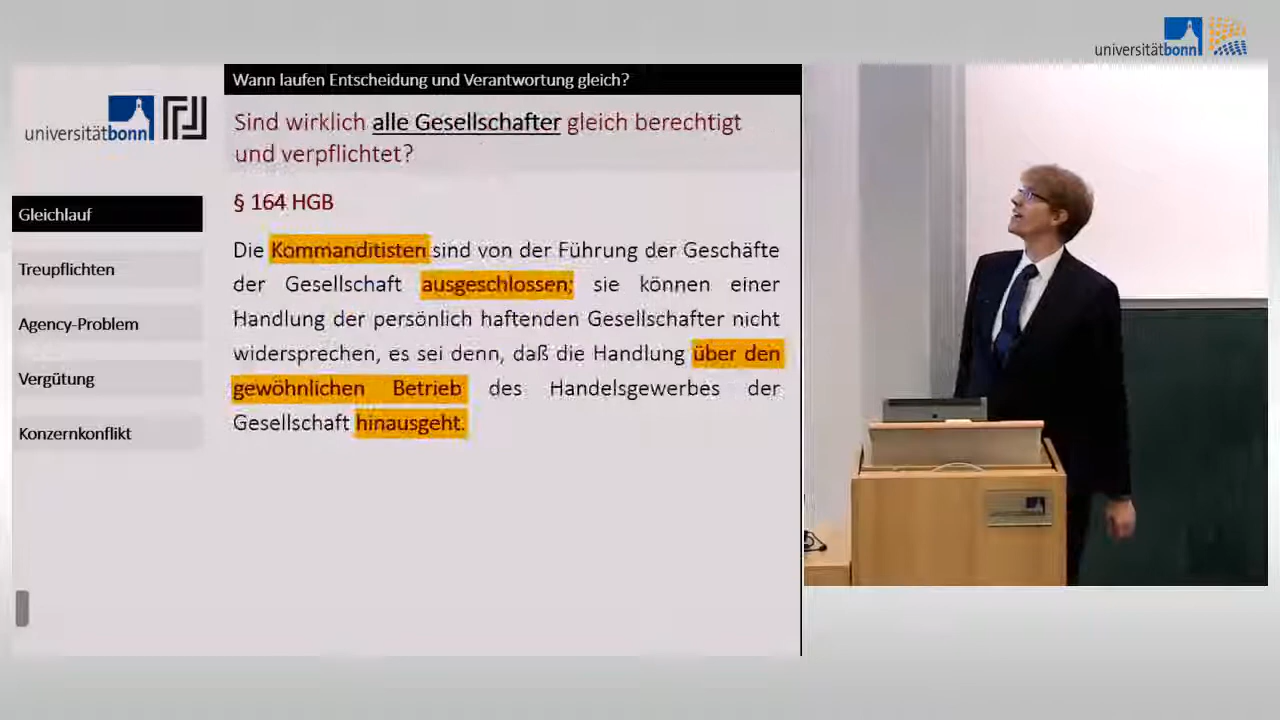 universitätbonn
Wann laufen Entscheidung und Verantwortung gleich?
universitätbonn
Sind wirklich alle Gesellschafter gleich berechtigt
und verpflichtet?
§ 164 HGB
Gleichlauf
Treupflichten
Agency-Problem
Vergütung
Konzernkonflikt
Die Kommanditisten sind von der Führung der Geschäfte
der Gesellschaft ausgeschlossen; sie können einer
Handlung der persönlich haftenden Gesellschafter nicht
widersprechen, es sei denn, daß die Handlung über den
gewöhnlichen Betrieb des Handelsgewerbes der
Gesellschaft hinausgeht.